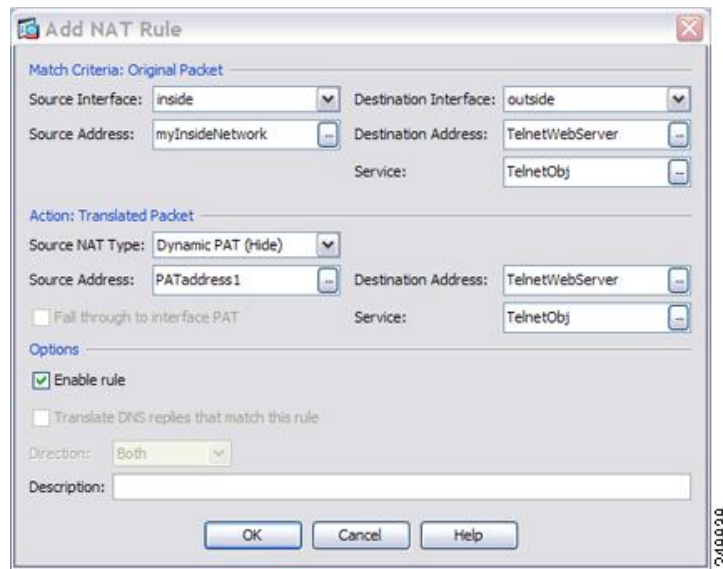 Add NAT Rule
Match Criteria: Original Packet
Source Interface: inside Destination Interface: outside
Source Address: myInsideNetwork ... Destination Address: TelnetWebServer ...
Service: TelnetObj ...
Action: Translated Packet
Source NAT Type: Dynamic PAT (Hide)
Source Address: PATaddress1 ... Destination Address: TelnetWebServer ...
Fall through to interface PAT Service: TelnetObj ...
Options
Enable rule
Translate DNS replies that match this rule
Direction: Both
Description:
OK Cancel Help
248839